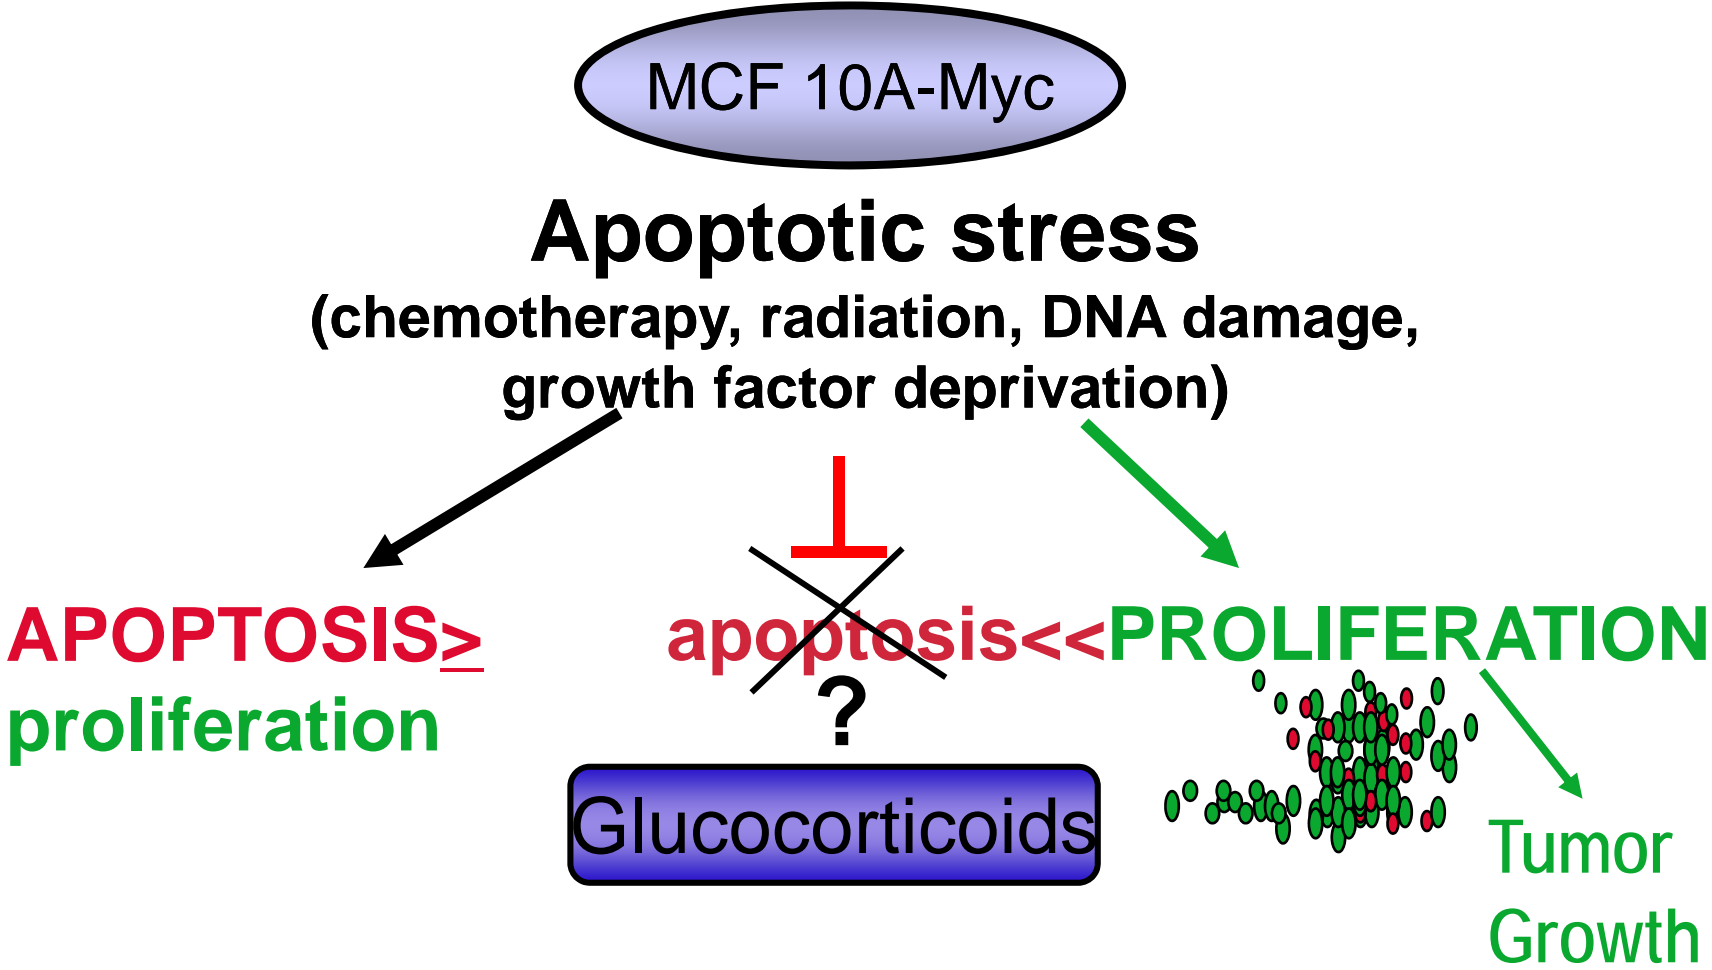 MCF 10A-Myc
Apoptotic stress
(chemotherapy, radiation, DNA damage,
growth factor deprivation)
APOPTOSIS≥
proliferation
apoptosis<<PROLIFERATION
?
Glucocorticoids
Tumor
Growth